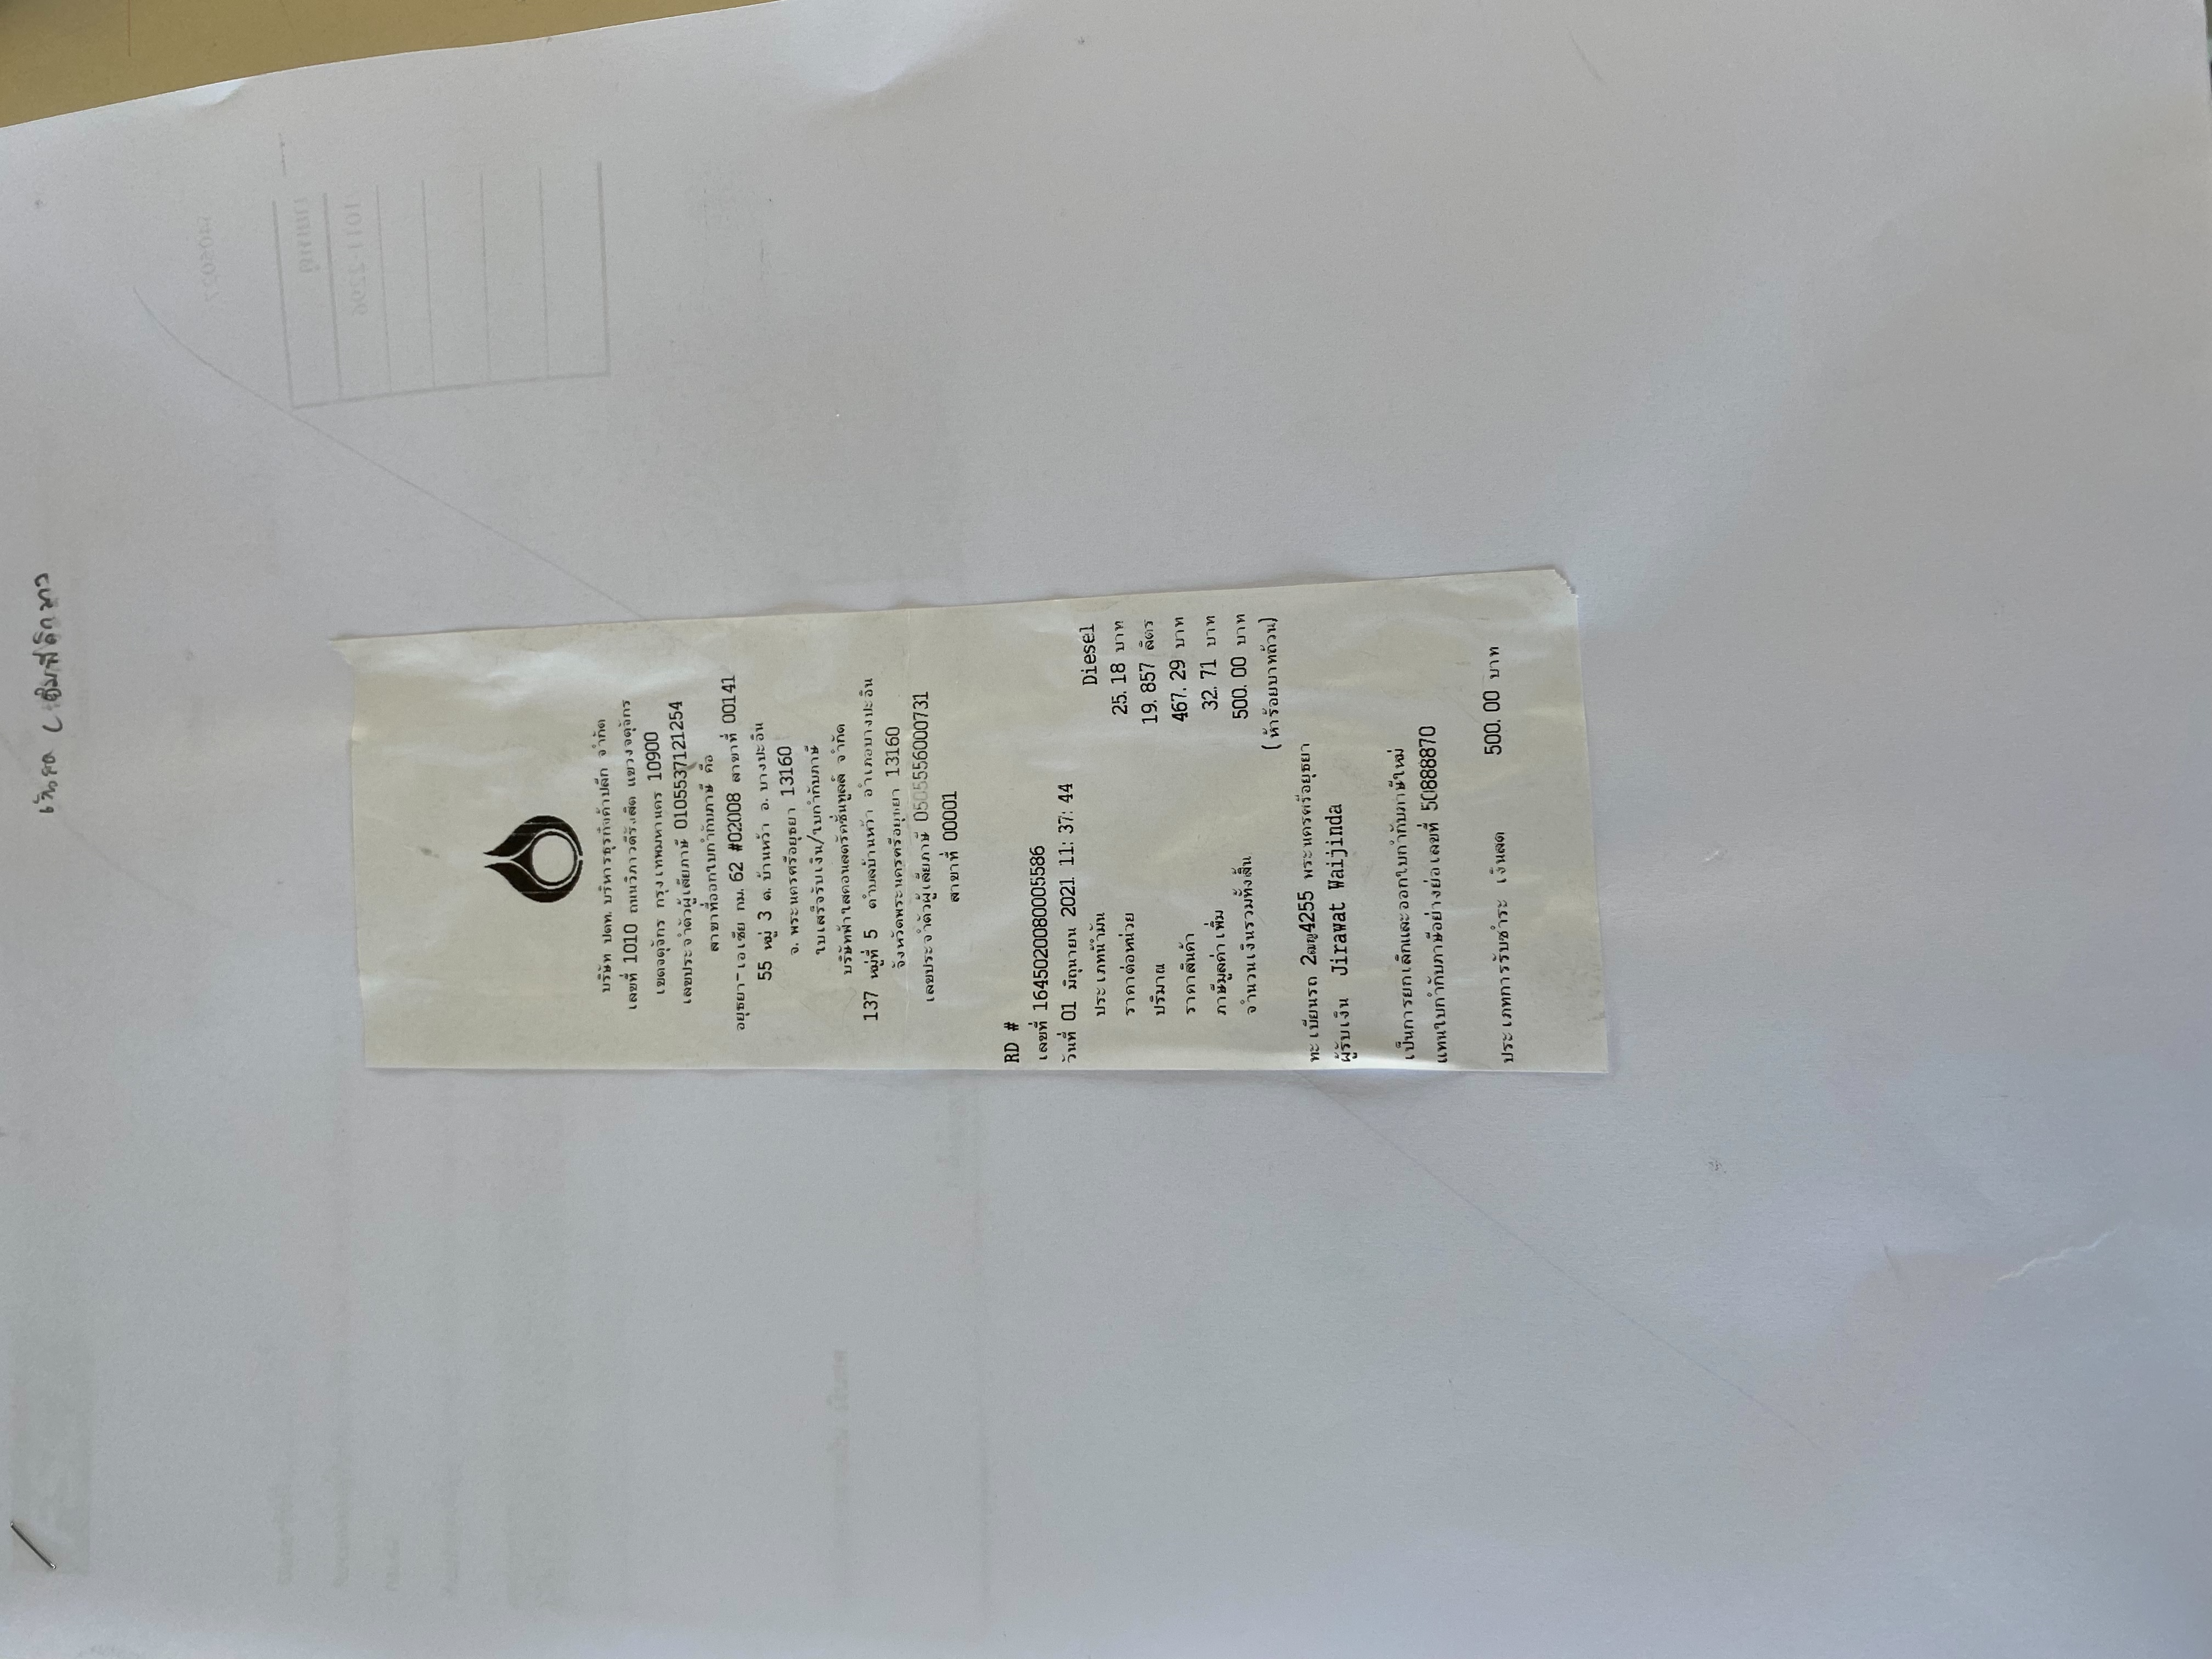 เงินสด (ยืมพี่ติ๊กมา)
บริษัท ปตท. บริหารธุรกิจค้าปลีก จำกัด
เลขที่ 1010 ถนนวิภาวดีรังสิต แขวงจตุจักร
เขตจตุจักร กรุงเทพมหานคร 10900
เลขประจำตัวผู้เสียภาษี 0105537121254
สาขาที่ออกใบกำกับภาษี คือ
อยุธยา-เอเซีย กม. 62 #02008 สาขาที่ 00141
55 หมู่ 3 ต. บ้านหว้า อ. บางปะอิน
จ. พระนครศรีอยุธยา 13160
ใบเสร็จรับเงิน/ใบกำกับภาษี
บริษัทฟ้าใสคอนสตรัคชั่นทูลส์ จำกัด
137 หมู่ที่ 5 ตำบลบ้านหว้า อำเภอบางปะอิน
จังหวัดพระนครศรีอยุธยา 13160
เลขประจำตัวผู้เสียภาษี 0505556000731
สาขาที่ 00001
RD #
เลขที่ 1645020080005586
วันที่ 01 มิถุนายน 2021 11:37:44
ประเภทน้ำมัน Diesel
ราคาต่อหน่วย 25.18 บาท
ปริมาณ 19.857 ลิตร
ราคาสินค้า 467.29 บาท
ภาษีมูลค่าเพิ่ม 32.71 บาท
จำนวนเงินรวมทั้งสิ้น 500.00 บาท
(ห้าร้อยบาทถ้วน)
ทะเบียนรถ 2ฒญ4255 พระนครศรีอยุธยา
ผู้รับเงิน Jirawat Waijinda
เป็นการยกเลิกและออกใบกำกับภาษีใหม่
แทนใบกำกับภาษีอย่างย่อเลขที่ 50888870
ประเภทการรับชำระ เงินสด 500.00 บาท